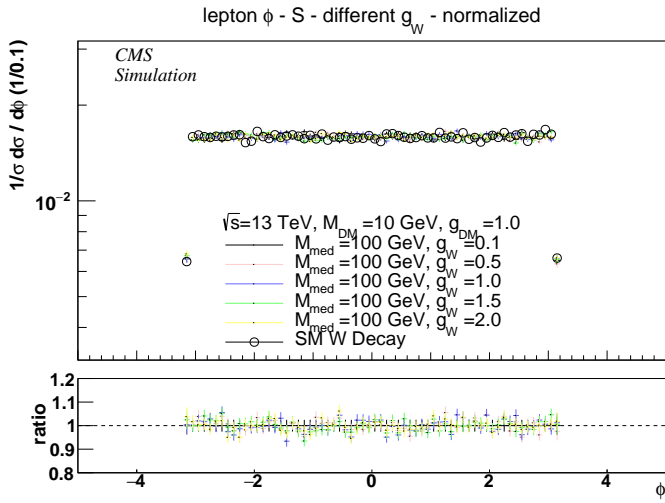 lepton ϕ - S - different g_W - normalized
CMS
Simulation
1/σ dσ / dϕ (1/0.1)
10⁻²
√s=13 TeV, M_DM=10 GeV, g_DM=1.0
M_med=100 GeV, g_W=0.1
M_med=100 GeV, g_W=0.5
M_med=100 GeV, g_W=1.0
M_med=100 GeV, g_W=1.5
M_med=100 GeV, g_W=2.0
SM W Decay
ratio
1.2
1.1
1
0.9
0.8
−4 −2 0 2 4 ϕ